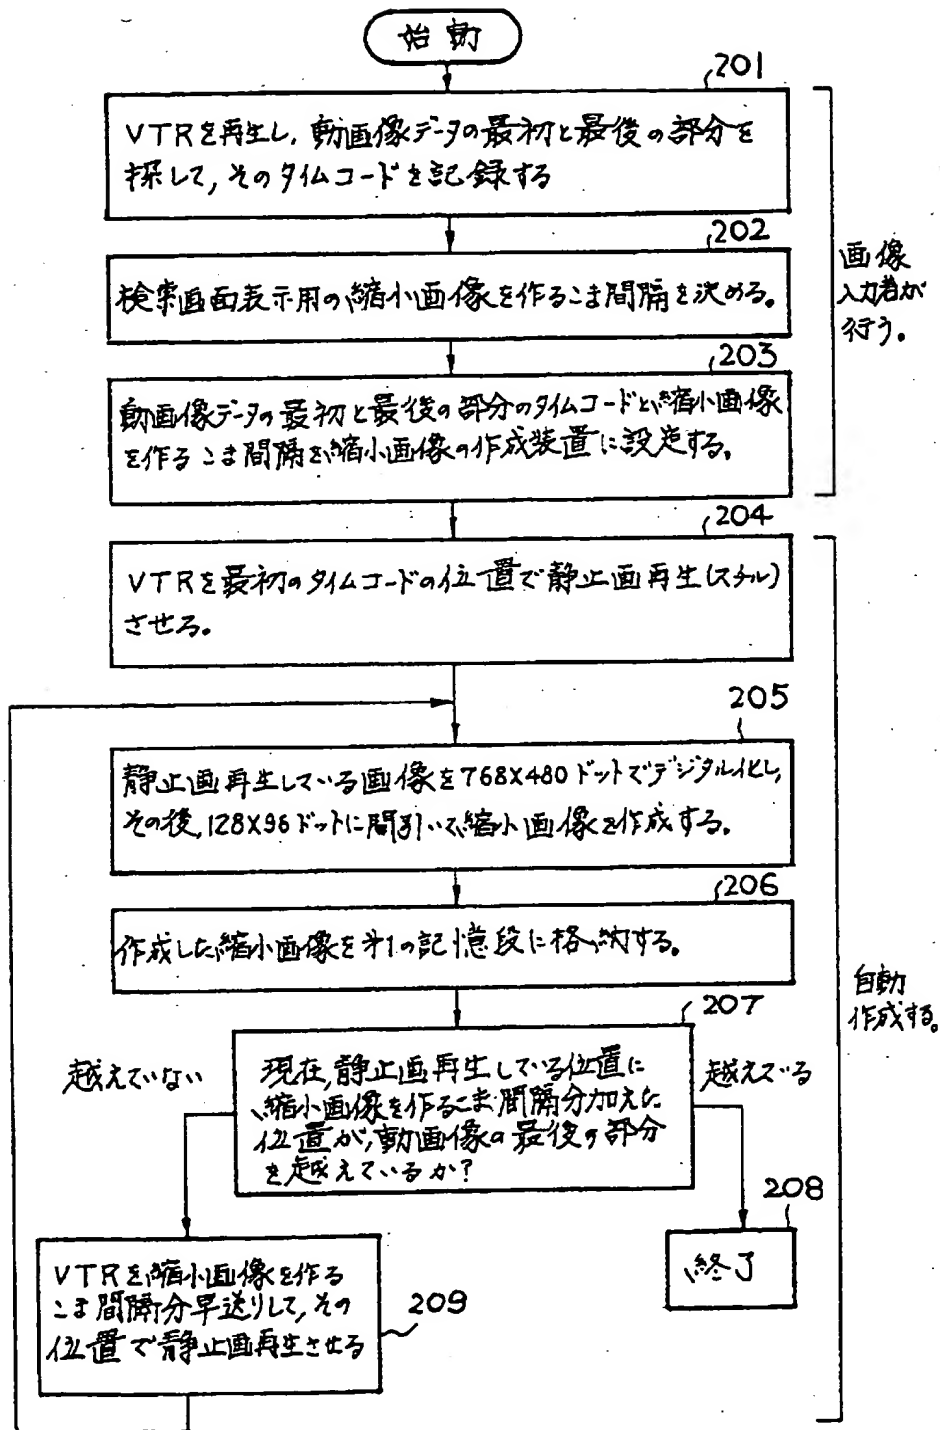 始動
201
VTRを再生し、動画像データの最初と最後の部分を
探して,そのタイムコードを記録する
202
検索画面表示用の縮小画像を作るこま間隔を決める。
画像
入力者が
行う。
203
動画像データの最初と最後の部分のタイムコードと縮小画像
を作るこま間隔を縮小画像の作成装置に設定する。
204
VTRを最初のタイムコードの位置で静止画再生(スチル)
させる。
205
静止画再生している画像を768X480ドットでデジタル化し,
その後,128X96ドットに間引いて縮小画像を作成する。
206
作成した縮小画像を才1の記憶段に格納する。
自動
作成する。
207
越えていない
現在,静止画再生している位置に
縮小画像を作るこま間隔分加えた
位置が,動画像の最後の部分
を越えているか?
越えている
208
終了
VTRを縮小画像を作る
こま間隔分早送りして,その
位置で静止画再生させる
209